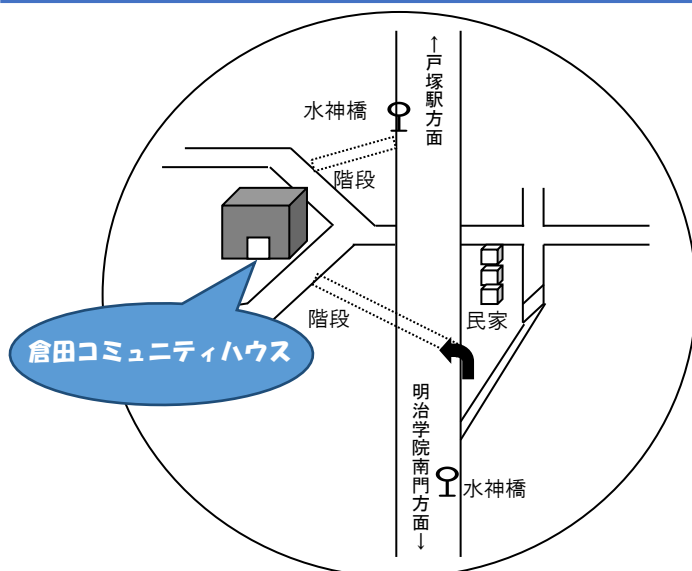 ←戸塚駅方面
水神橋
階段
倉田コミュニティハウス
階段
民家
明治学院南門方面→
水神橋